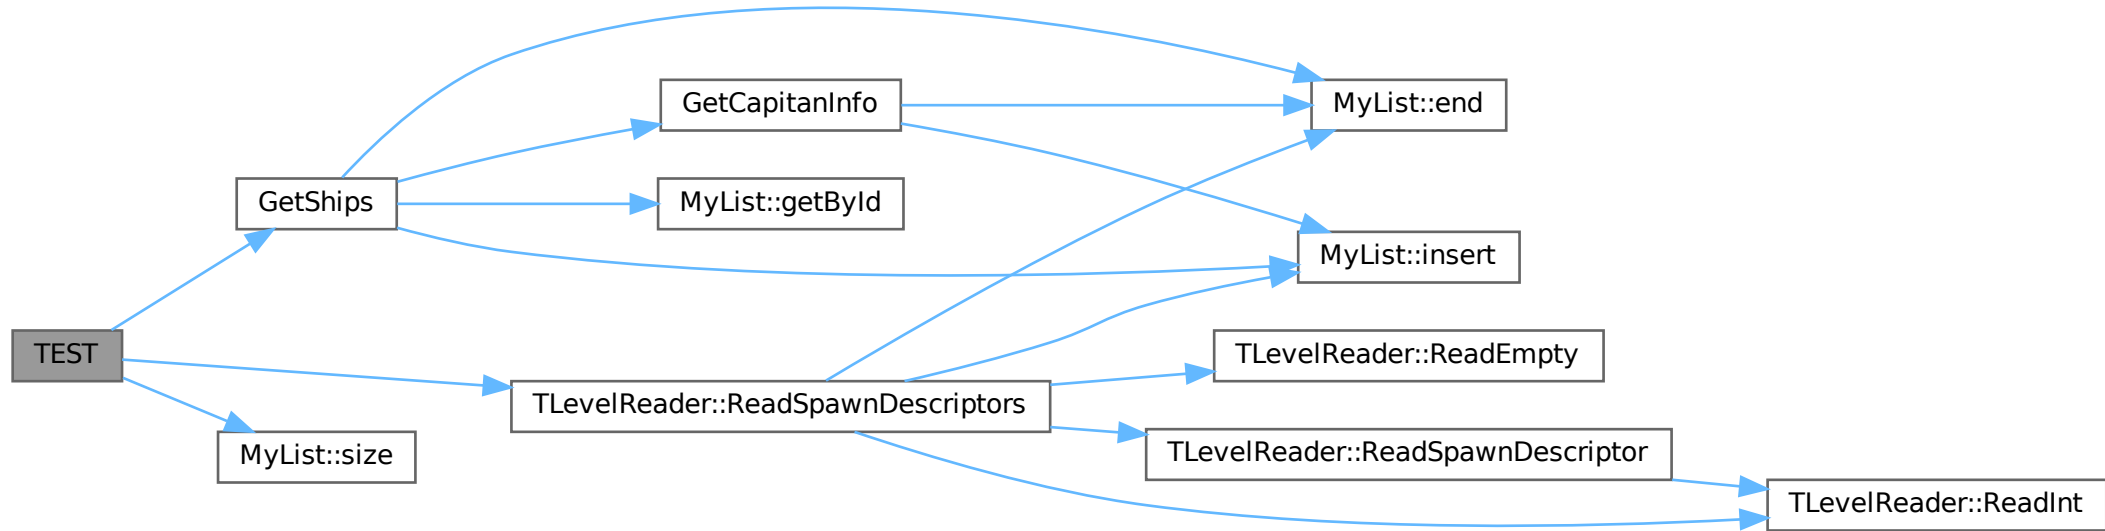 GetCapitanInfo
MyList::end
GetShips
MyList::getById
MyList::insert
TEST
TLevelReader::ReadEmpty
TLevelReader::ReadSpawnDescriptors
MyList::size
TLevelReader::ReadSpawnDescriptor
TLevelReader::ReadInt